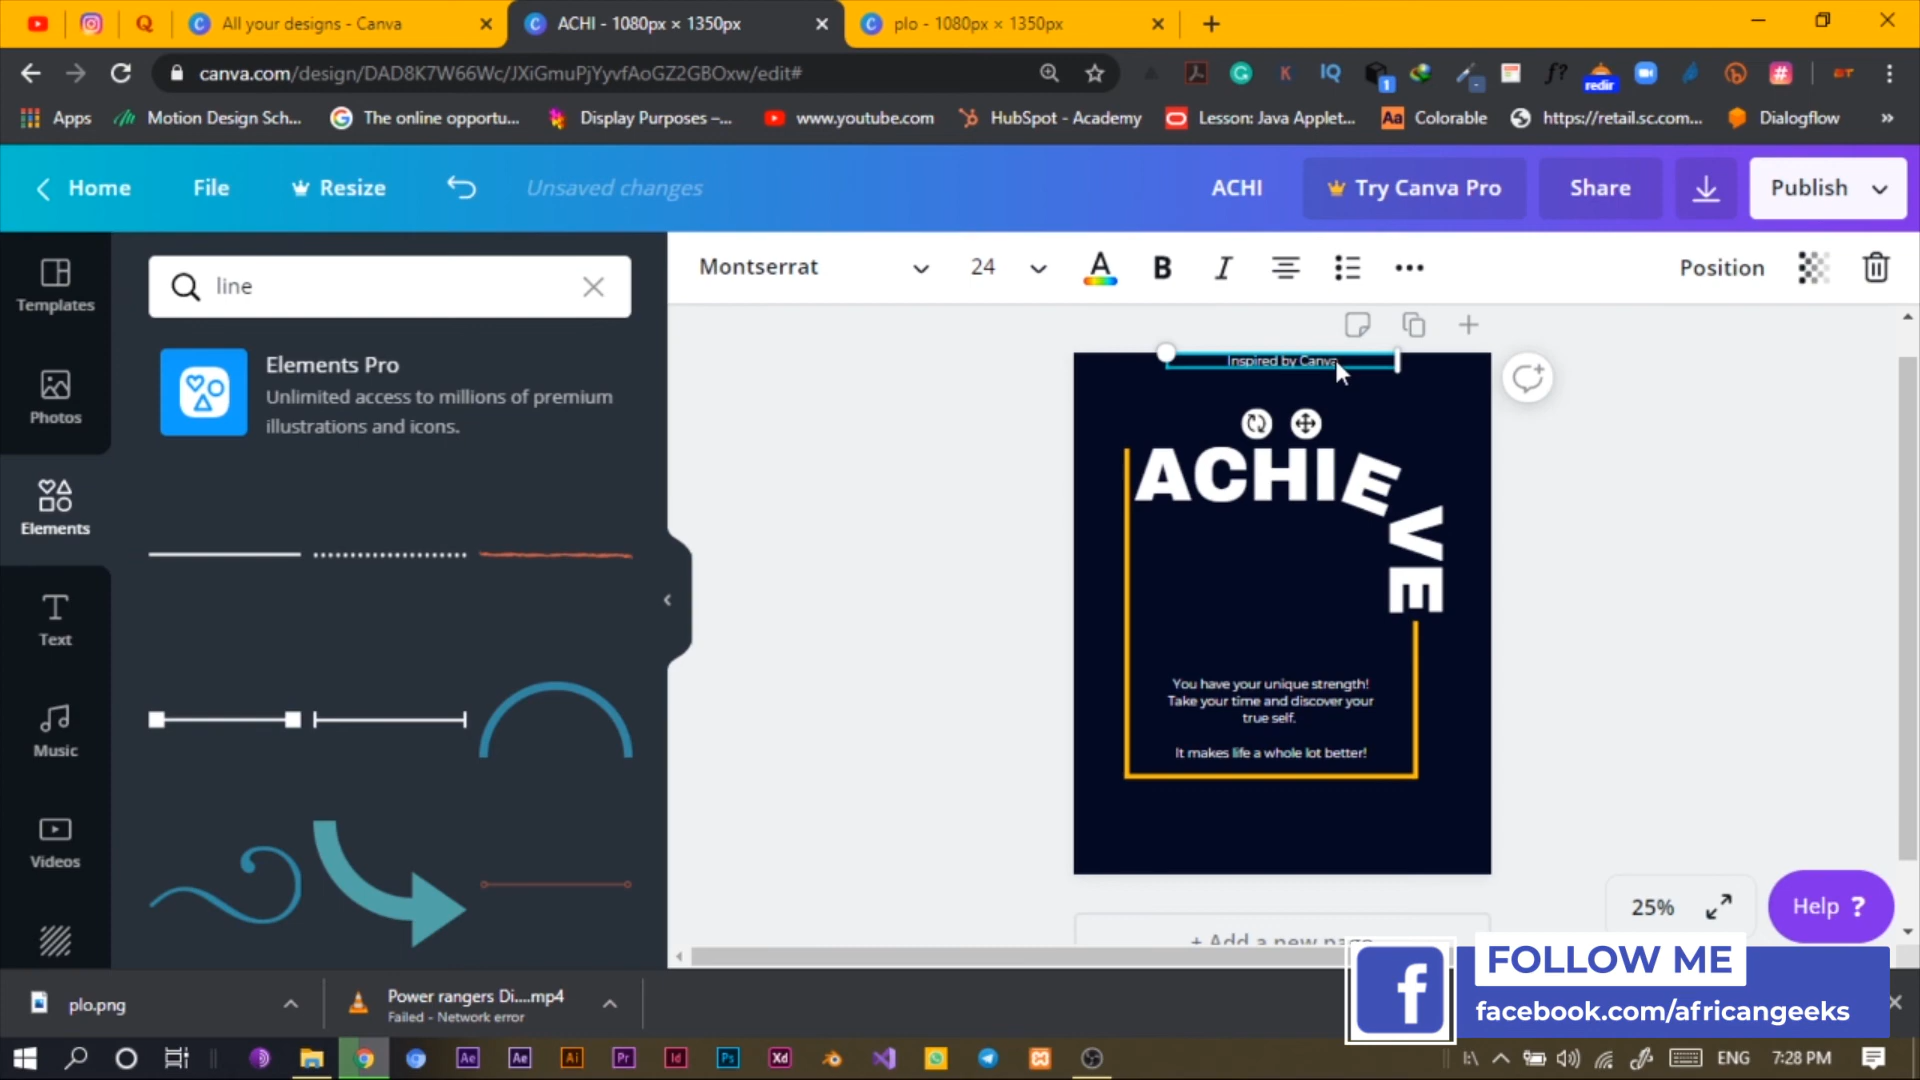 All your designs - Canva
ACHI - 1080px × 1350px
plo - 1080px × 1350px
canva.com/design/DAD8K7W66Wc/JXiGmuPjYyvfAoGZ2GBOxw/edit#
Apps
Motion Design Sch...
The online opportu...
Display Purposes –...
www.youtube.com
HubSpot - Academy
Lesson: Java Applet...
Aa Colorable
https://retail.sc.com...
Dialogflow
»
Home
File
Resize
Unsaved changes
ACHI
Try Canva Pro
Share
Publish
Templates
Photos
Elements
Text
Music
Videos
line
Elements Pro
Unlimited access to millions of premium
illustrations and icons.
Montserrat
24
A
B
I
Position
Inspired by Canva
ACHIEVE
You have your unique strength!
Take your time and discover your
true self.
It makes life a whole lot better!
+ Add a new page
25%
Help ?
FOLLOW ME
facebook.com/africangeeks
plo.png
Power rangers Di....mp4
Failed - Network error
ENG
7:28 PM